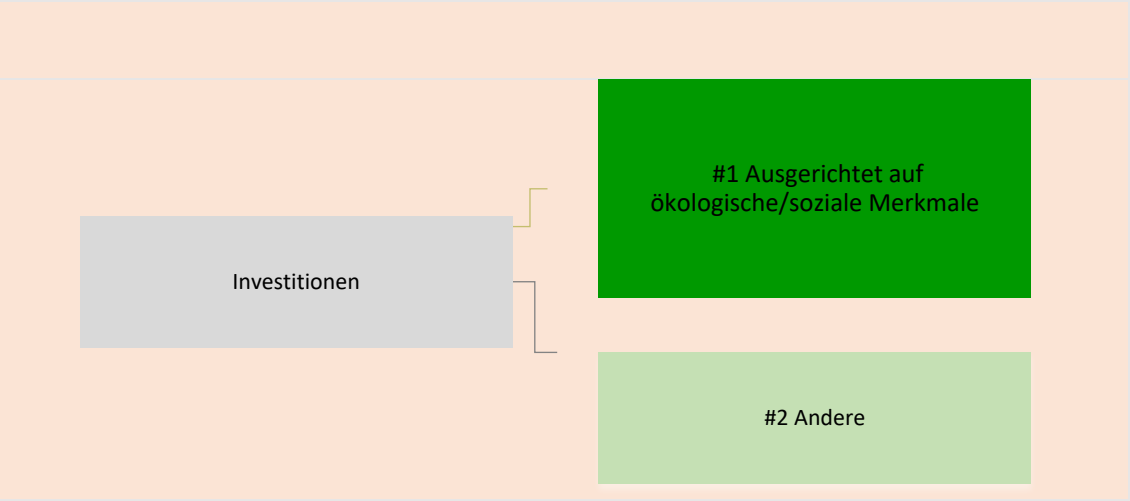 #1 Ausgerichtet auf
ökologische/soziale Merkmale
Investitionen
#2 Andere